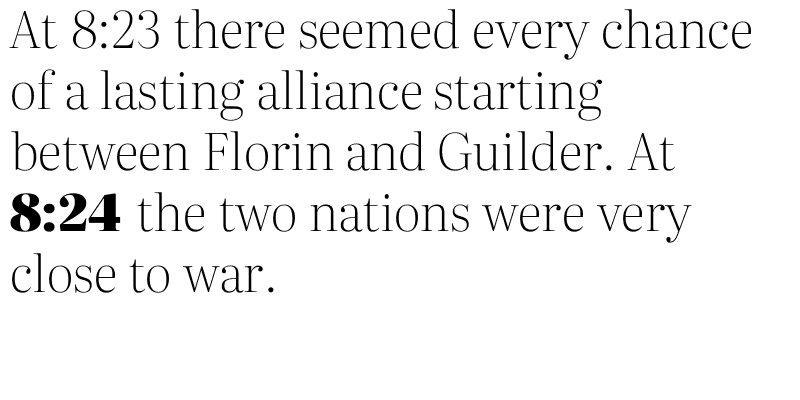 At 8:23 there seemed every chance
of a lasting alliance starting
between Florin and Guilder. At
8:24 the two nations were very
close to war.